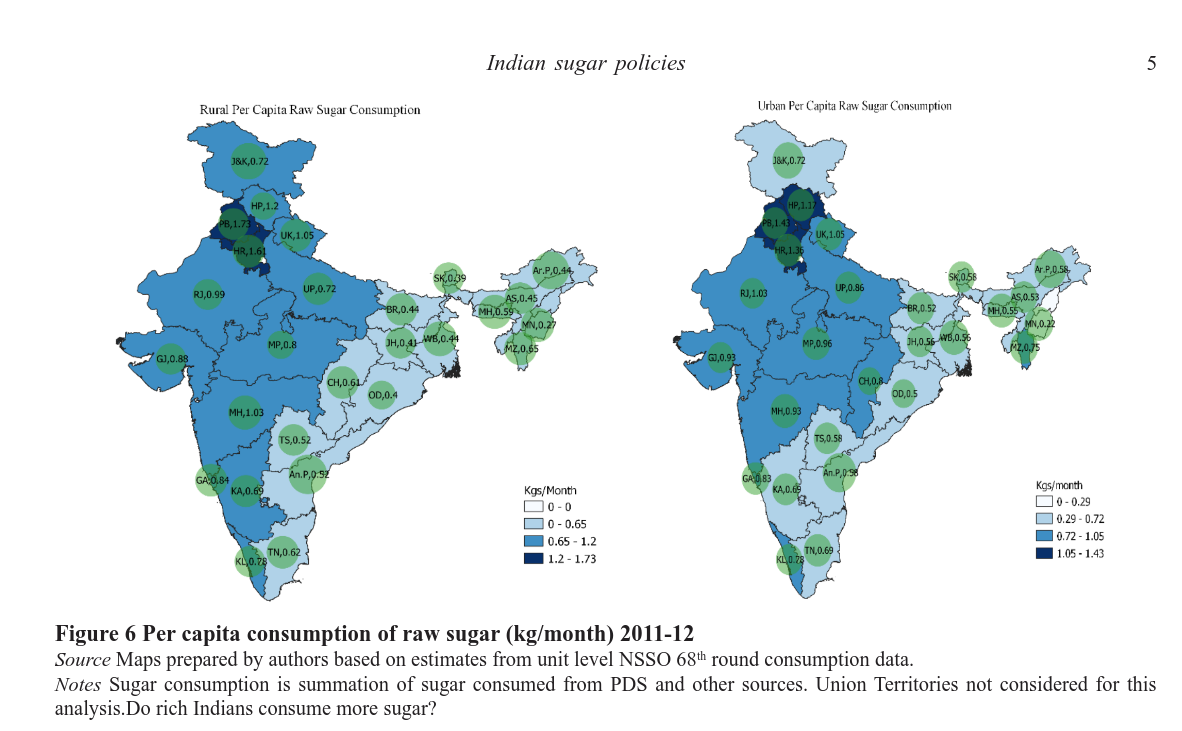 Indian sugar policies 5
Rural Per Capita Raw Sugar Consumption
J&K,0.72
HP,1.2
PB,1.73
UK,1.05
HR,1.61
Ar.P,0.44
SK,0.39
RJ,0.99
UP,0.72
AS,0.45
BR,0.44
MH,0.59
MN,0.27
MP,0.8
JH,0.41
WB,0.44
MZ,0.65
GJ,0.88
CH,0.61
OD,0.4
MH,1.03
TS,0.52
An.P,0.52
GA,0.84
KA,0.69
TN,0.62
KL,0.78
Kgs/Month
0 - 0
0 - 0.65
0.65 - 1.2
1.2 - 1.73
Urban Per Capita Raw Sugar Consumption
J&K,0.72
HP,1.17
PB,1.43
UK,1.05
HR,1.36
Ar.P,0.58
SK,0.58
RJ,1.03
UP,0.86
AS,0.53
BR,0.52
MH,0.55
MN,0.22
MP,0.96
JH,0.56
WB,0.56
MZ,0.75
GJ,0.93
CH,0.8
OD,0.5
MH,0.93
TS,0.58
An.P,0.58
GA,0.83
KA,0.69
TN,0.69
KL,0.78
Kgs/month
0 - 0.29
0.29 - 0.72
0.72 - 1.05
1.05 - 1.43
Figure 6 Per capita consumption of raw sugar (kg/month) 2011-12
Source Maps prepared by authors based on estimates from unit level NSSO 68th round consumption data.
Notes Sugar consumption is summation of sugar consumed from PDS and other sources. Union Territories not considered for this
analysis.Do rich Indians consume more sugar?